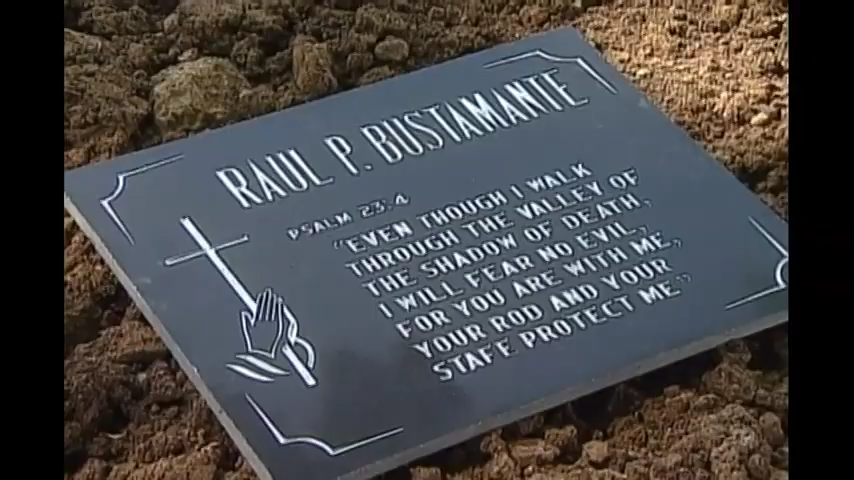 RAUL P. BUSTAMANTE
PSALM 23:4
"EVEN THOUGH I WALK
THROUGH THE VALLEY OF
THE SHADOW OF DEATH,
I WILL FEAR NO EVIL,
FOR YOU ARE WITH ME,
YOUR ROD AND YOUR
STAFE PROTECT ME"